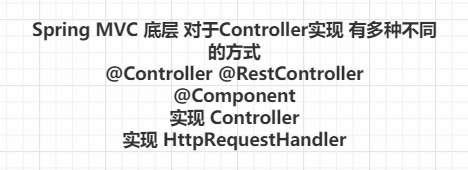 Spring MVC 底层 对于Controller实现 有多种不同
的方式
@Controller @RestController
@Component
实现 Controller
实现 HttpRequestHandler